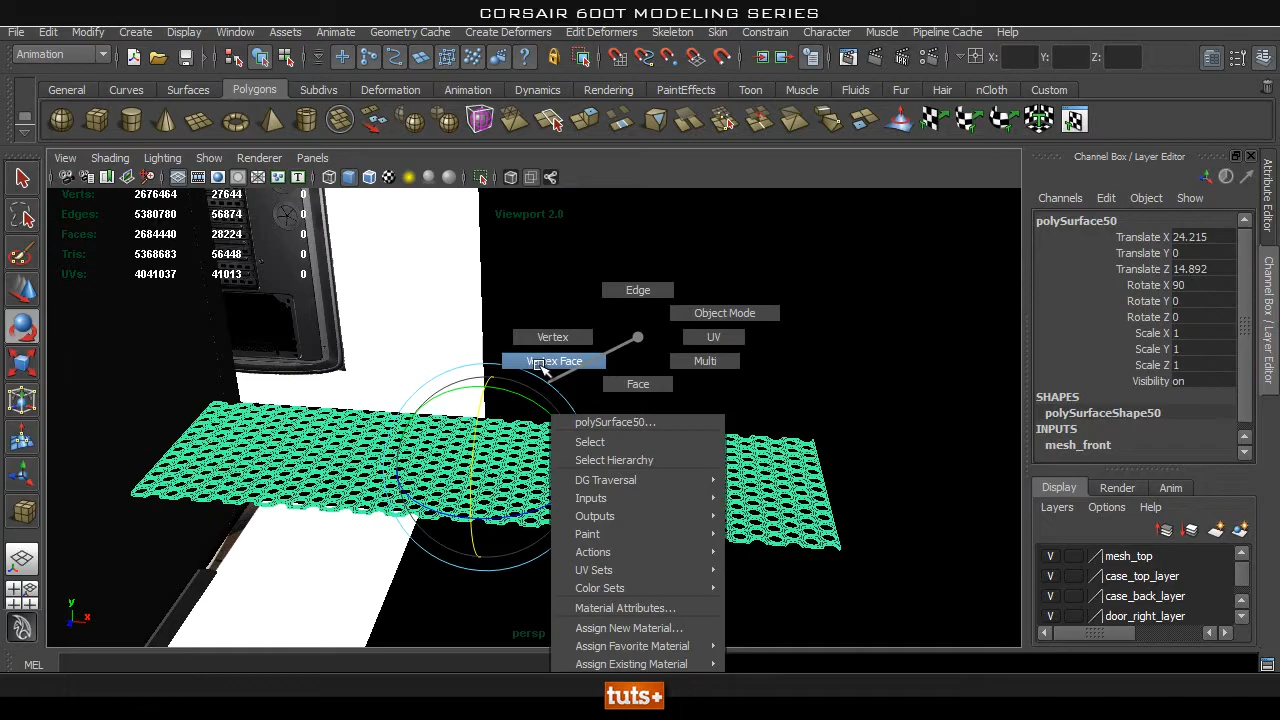 CORSAIR 600T MODELING SERIES
File Edit Modify Create Display Window Assets Animate Geometry Cache Create Deformers Edit Deformers Skeleton Skin Constrain Character Muscle Pipeline Cache Help
Animation X: Y: Z:
General Curves Surfaces Polygons Subdivs Deformation Animation Dynamics Rendering PaintEffects Toon Muscle Fluids Fur Hair nCloth Custom
View Shading Lighting Show Renderer Panels
Channel Box / Layer Editor
Channels Edit Object Show
Attribute Editor
Channel Box / Layer Editor
Verts: 2676464 27644 0
Edges: 5380780 56874 0
Faces: 2684440 28224 0
Tris: 5368683 56448 0
UVs: 4041037 41013 0
Viewport 2.0
Edge
Object Mode
Vertex UV
Vertex Face Multi
Face
polySurface50...
Select
Select Hierarchy
DG Traversal
Inputs
Outputs
Paint
Actions
UV Sets
Color Sets
Material Attributes...
Assign New Material...
Assign Favorite Material
Assign Existing Material
persp
y
z x
polySurface50
Translate X 24.215
Translate Y 0
Translate Z 14.892
Rotate X 90
Rotate Y 0
Rotate Z 0
Scale X 1
Scale Y 1
Scale Z 1
Visibility on
SHAPES
polySurfaceShape50
INPUTS
mesh_front
Display Render Anim
Layers Options Help
V mesh_top
V case_top_layer
V case_back_layer
V door_right_layer
MEL
tuts+